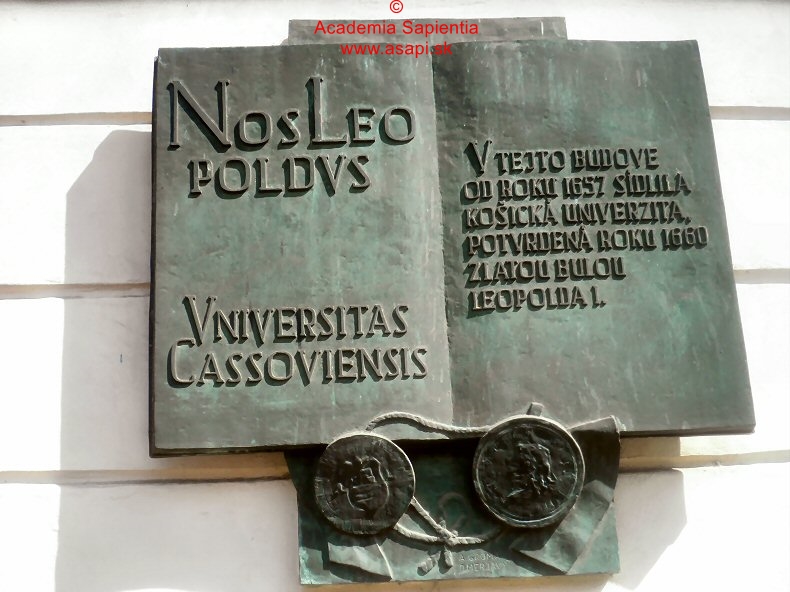 ©
Academia Sapientia
www.asapi.sk
NOSLEO
POLDVS
VNIVERSITAS
CASSOVIENSIS
V TEJTO BUDOVE
OD ROKU 1657 SÍDLILA
KOŠICKÁ UNIVERZITA,
POTVRDENÁ ROKU 1660
ZLATOU BULOU
LEOPOLDA I.